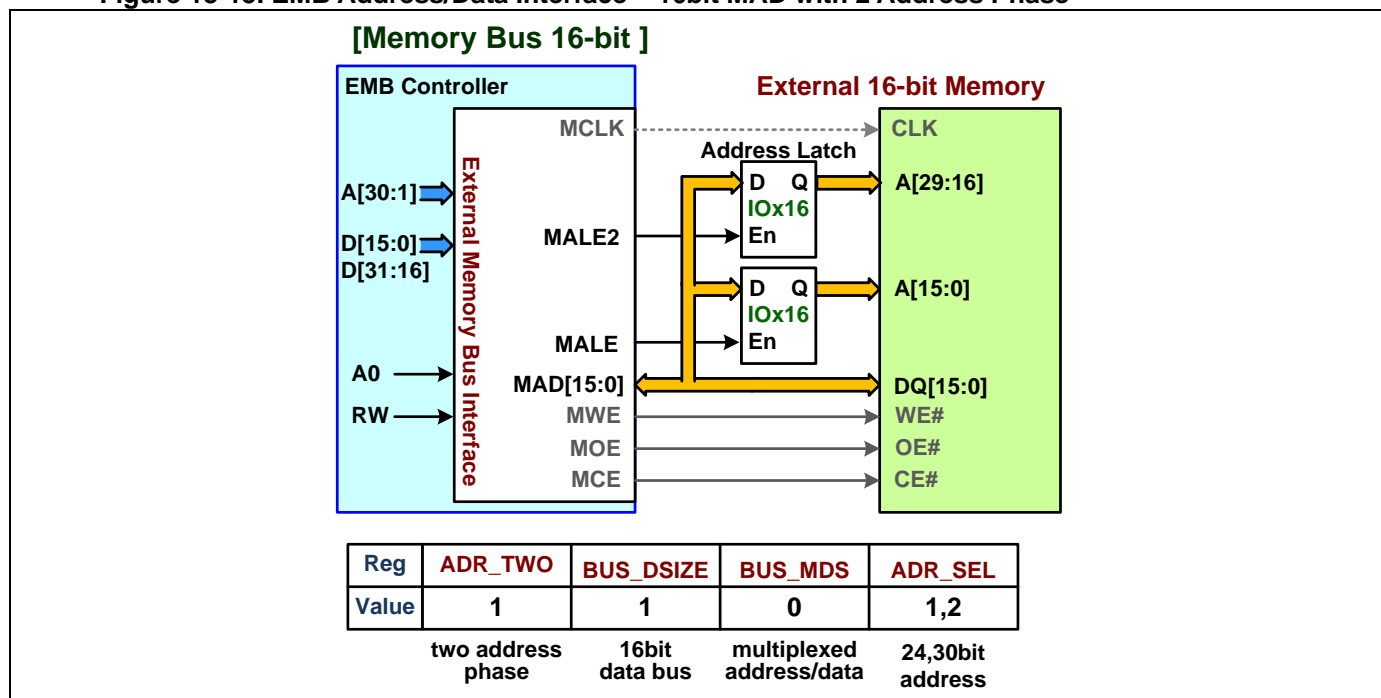 [Memory Bus 16-bit ]
EMB Controller
External 16-bit Memory
MCLK
CLK
Address Latch
External Memory Bus Interface
A[30:1]
D Q
IOx16
En
A[29:16]
MALE2
D[15:0]
D[31:16]
D Q
IOx16
En
A[15:0]
MALE
A0
MAD[15:0]
DQ[15:0]
RW
MWE
WE#
MOE
OE#
MCE
CE#
Reg ADR_TWO BUS_DSIZE BUS_MDS ADR_SEL
Value 1 1 0 1,2
two address phase
16bit data bus
multiplexed address/data
24,30bit address